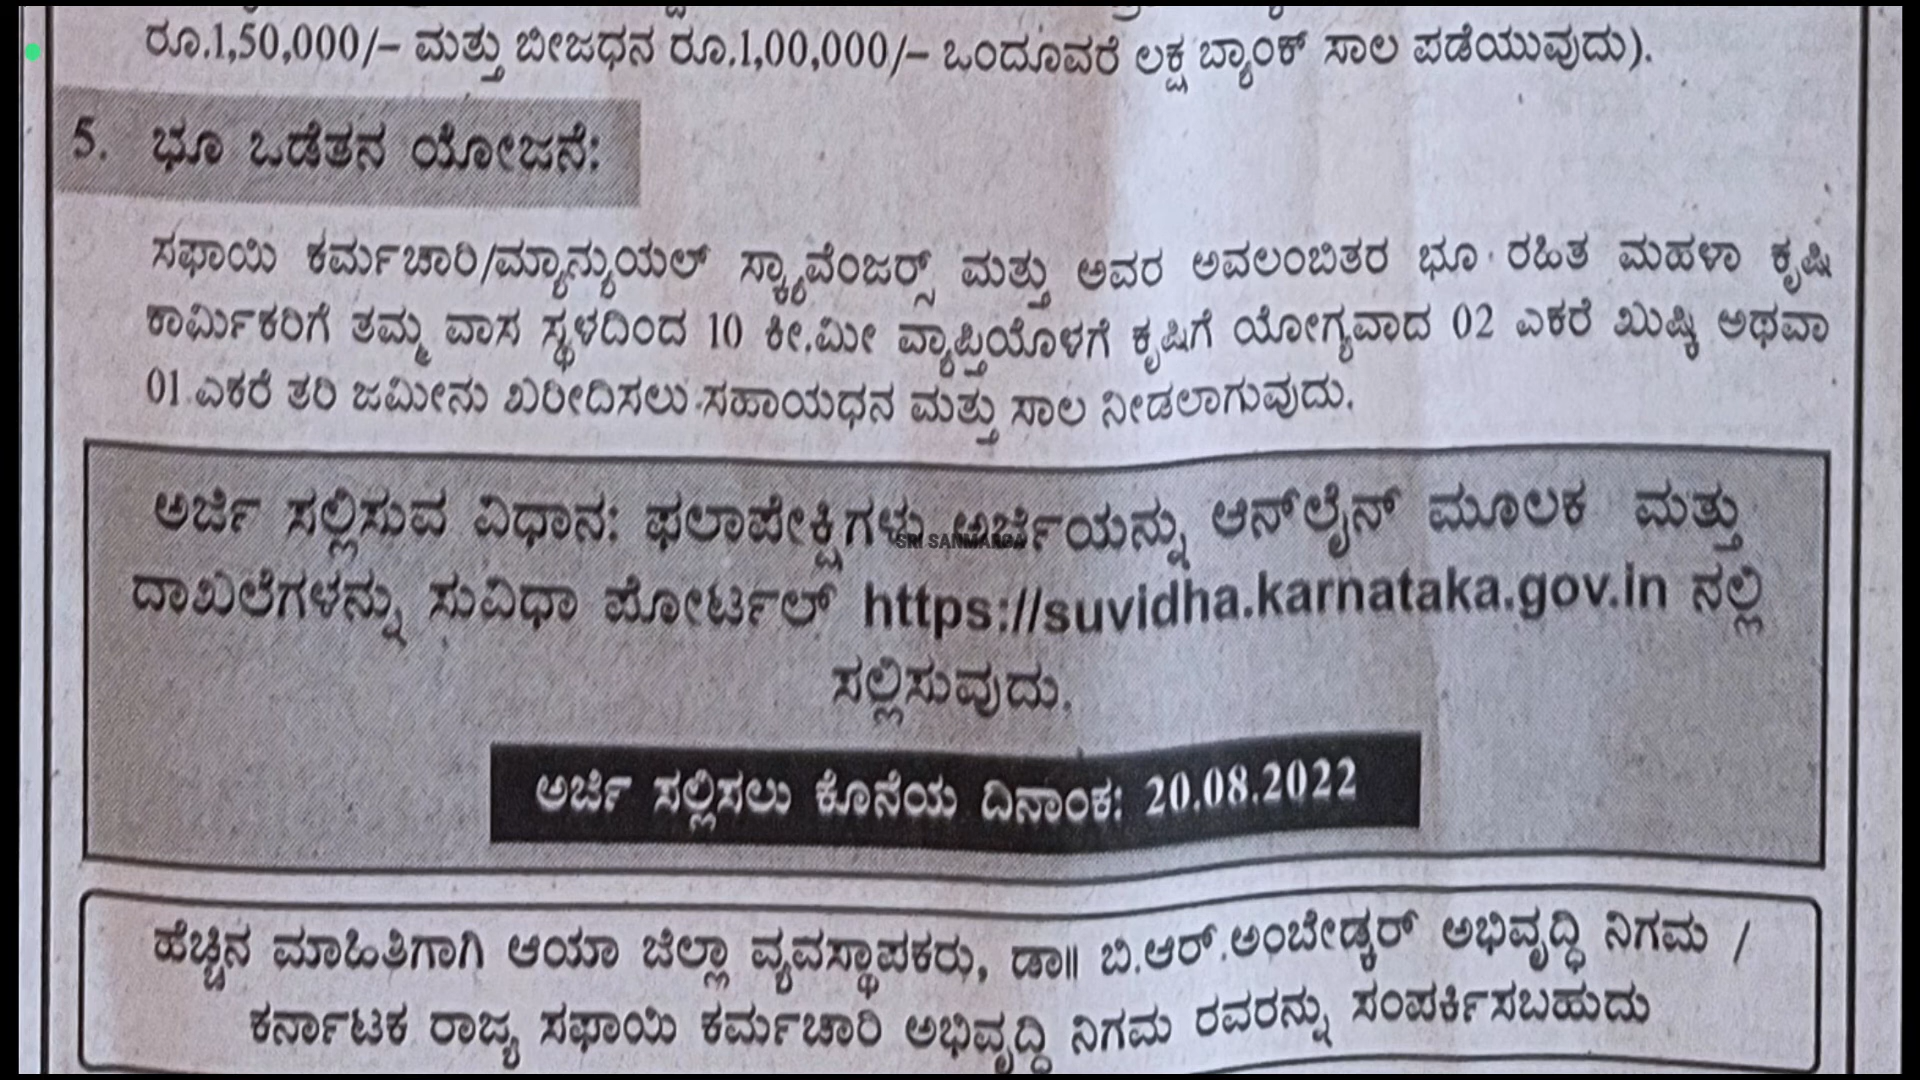 ರೂ.1,50,000/– ಮತ್ತು ಬೀಜಧನ ರೂ.1,00,000/– ಒಂದೂವರೆ ಲಕ್ಷ ಬ್ಯಾಂಕ್ ಸಾಲ ಪಡೆಯುವುದು).
5. ಭೂ ಒಡೆತನ ಯೋಜನೆ:
ಸಫಾಯಿ ಕರ್ಮಚಾರಿ/ಮ್ಯಾನ್ಯುಯಲ್ ಸ್ಕ್ಯಾವೆಂಜರ್‍ಸ್ ಮತ್ತು ಅವರ ಅವಲಂಬಿತರ ಭೂ ರಹಿತ ಮಹಳಾ ಕೃಷಿ
ಕಾರ್ಮಿಕರಿಗೆ ತಮ್ಮ ವಾಸ ಸ್ಥಳದಿಂದ 10 ಕೀ.ಮೀ ವ್ಯಾಪ್ತಿಯೊಳಗೆ ಕೃಷಿಗೆ ಯೋಗ್ಯವಾದ 02 ಎಕರೆ ಖುಷ್ಕಿ ಅಥವಾ
01 ಎಕರೆ ತರಿ ಜಮೀನು ಖರೀದಿಸಲು ಸಹಾಯಧನ ಮತ್ತು ಸಾಲ ನೀಡಲಾಗುವುದು.
ಅರ್ಜಿ ಸಲ್ಲಿಸುವ ವಿಧಾನ: ಫಲಾಪೇಕ್ಷಿಗಳು ಅರ್ಜಿಯನ್ನು ಆನ್‌ಲೈನ್ ಮೂಲಕ ಮತ್ತು
SRI SANMARGA
ದಾಖಲೆಗಳನ್ನು ಸುವಿಧಾ ಪೋರ್ಟಲ್ https://suvidha.karnataka.gov.in ನಲ್ಲಿ
ಸಲ್ಲಿಸುವುದು.
ಅರ್ಜಿ ಸಲ್ಲಿಸಲು ಕೊನೆಯ ದಿನಾಂಕ: 20.08.2022
ಹೆಚ್ಚಿನ ಮಾಹಿತಿಗಾಗಿ ಆಯಾ ಜಿಲ್ಲಾ ವ್ಯವಸ್ಥಾಪಕರು, ಡಾ॥ ಬಿ.ಆರ್.ಅಂಬೇಡ್ಕರ್ ಅಭಿವೃದ್ಧಿ ನಿಗಮ /
ಕರ್ನಾಟಕ ರಾಜ್ಯ ಸಫಾಯಿ ಕರ್ಮಚಾರಿ ಅಭಿವೃದ್ಧಿ ನಿಗಮ ರವರನ್ನು ಸಂಪರ್ಕಿಸಬಹುದು